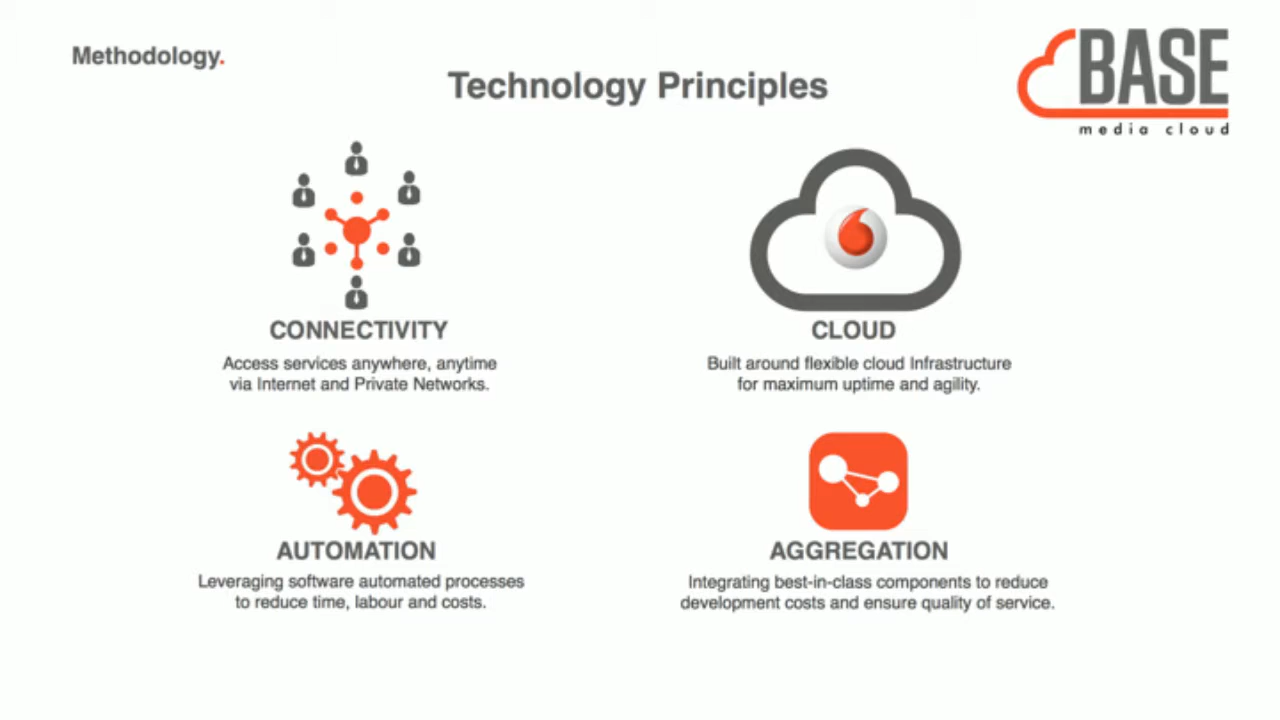 Methodology.
Technology Principles
BASE
media cloud
CONNECTIVITY
Access services anywhere, anytime
via Internet and Private Networks.
CLOUD
Built around flexible cloud Infrastructure
for maximum uptime and agility.
AUTOMATION
Leveraging software automated processes
to reduce time, labour and costs.
AGGREGATION
Integrating best-in-class components to reduce
development costs and ensure quality of service.